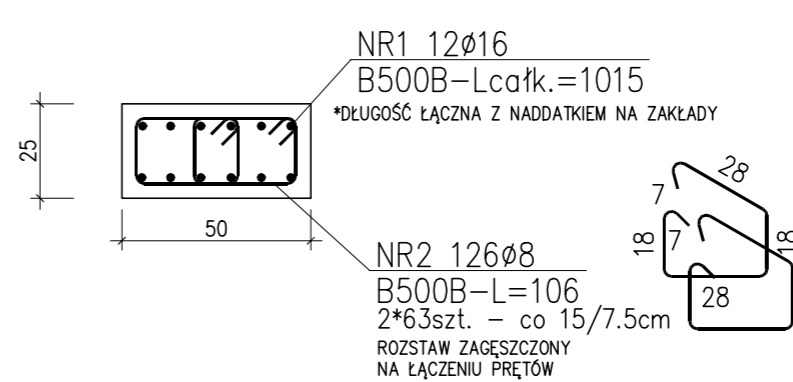 NR1 12ø16
B500B-Lcałk.=1015
*DŁUGOŚĆ ŁĄCZNA Z NADDATKIEM NA ZAKŁADY
25
50
NR2 126ø8
B500B-L=106
2*63szt. - co 15/7.5cm
ROZSTAW ZAGĘSZCZONY
NA ŁĄCZENIU PRĘTÓW
28
7
18
7
18
28